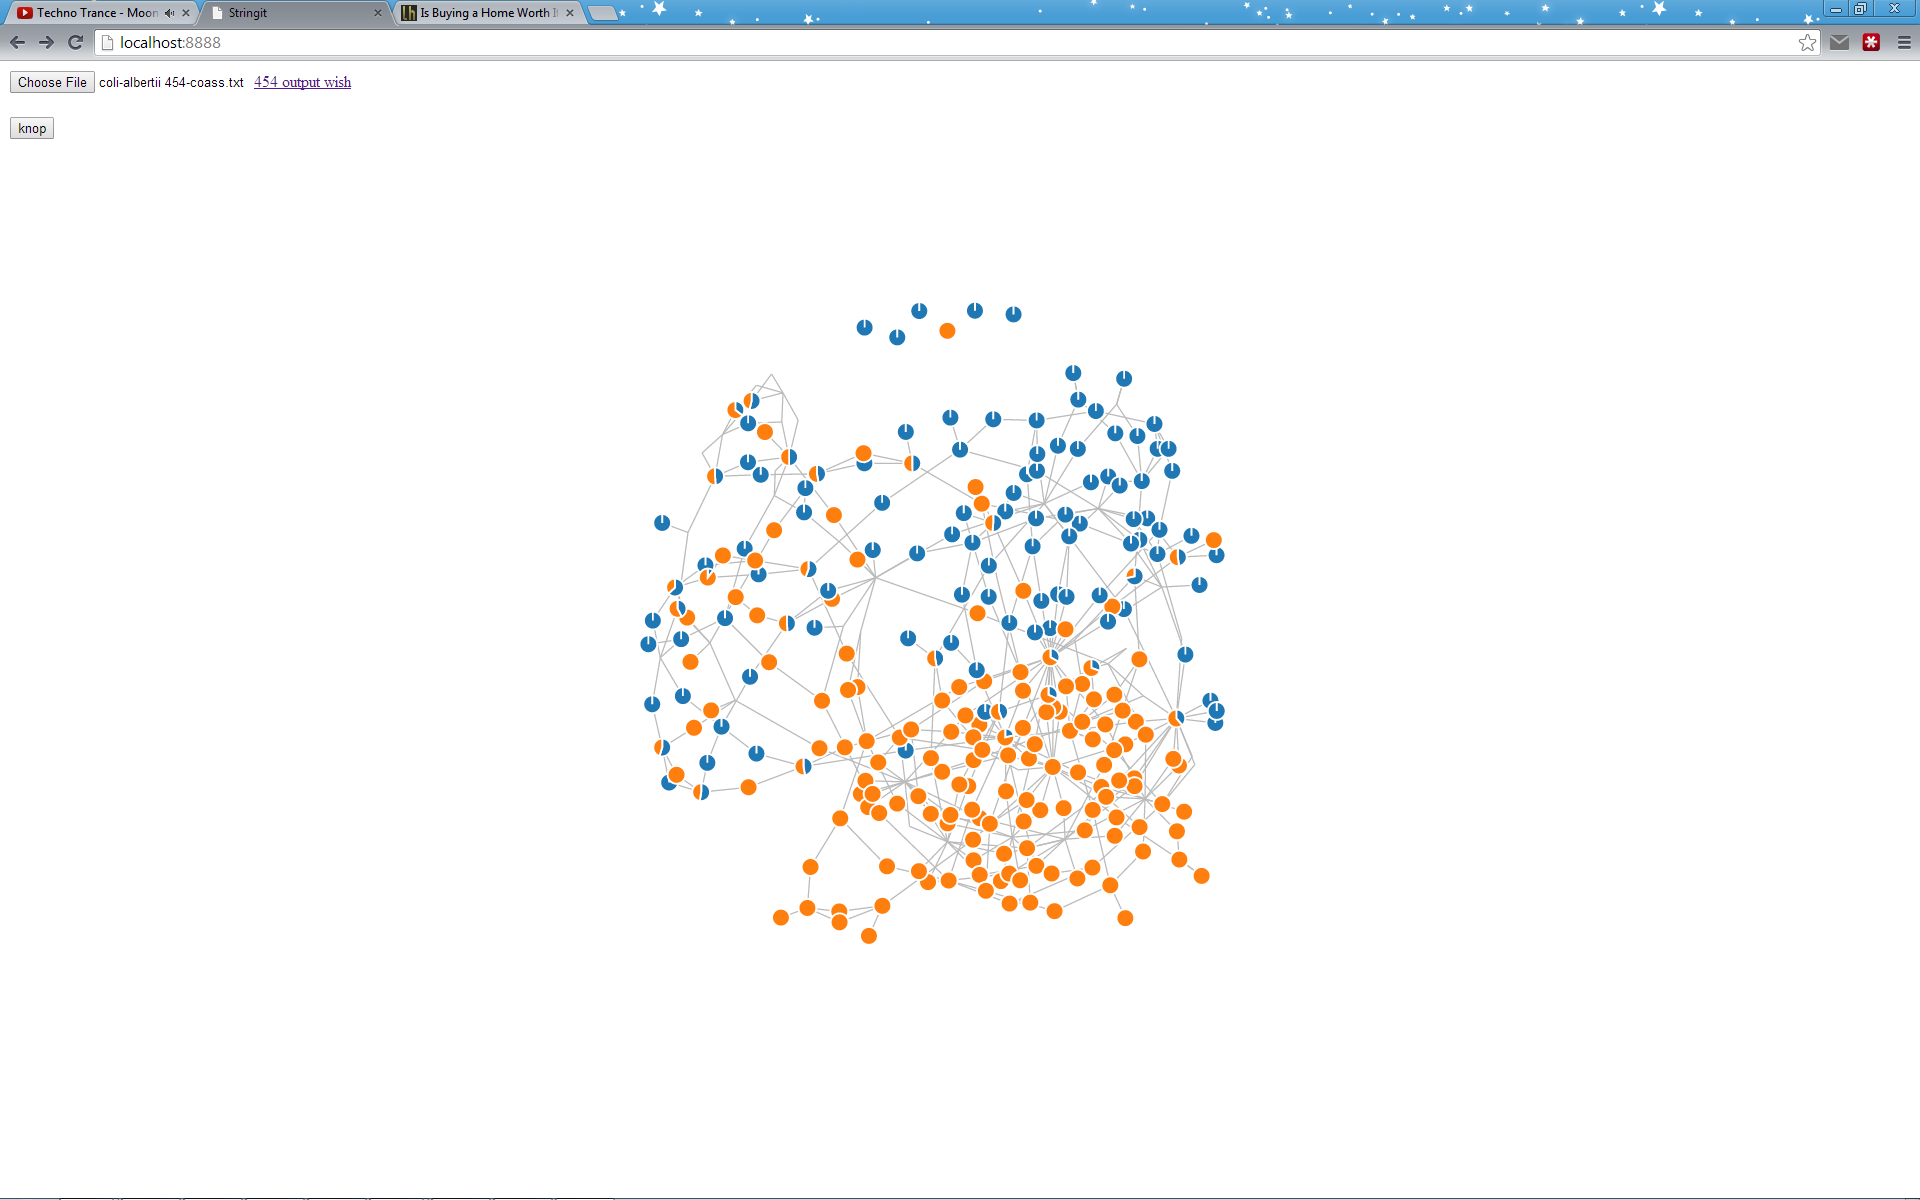 Techno Trance - Moon
Stringit
Is Buying a Home Worth It
localhost:8888
Choose File coli-albertii 454-coass.txt 454 output wish
knop